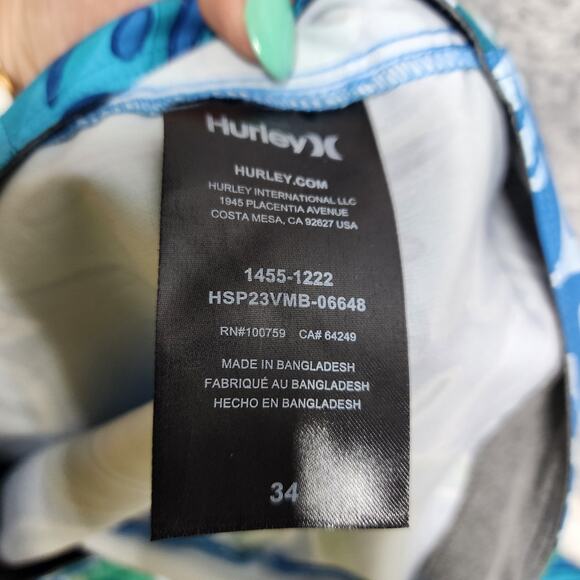 Hurley
HURLEY.COM
HURLEY INTERNATIONAL LLC
1945 PLACENTIA AVENUE
COSTA MESA, CA 92627 USA
1455-1222
HSP23VMB-06648
RN#100759 CA# 64249
MADE IN BANGLADESH
FABRIQUÉ AU BANGLADESH
HECHO EN BANGLADESH
34